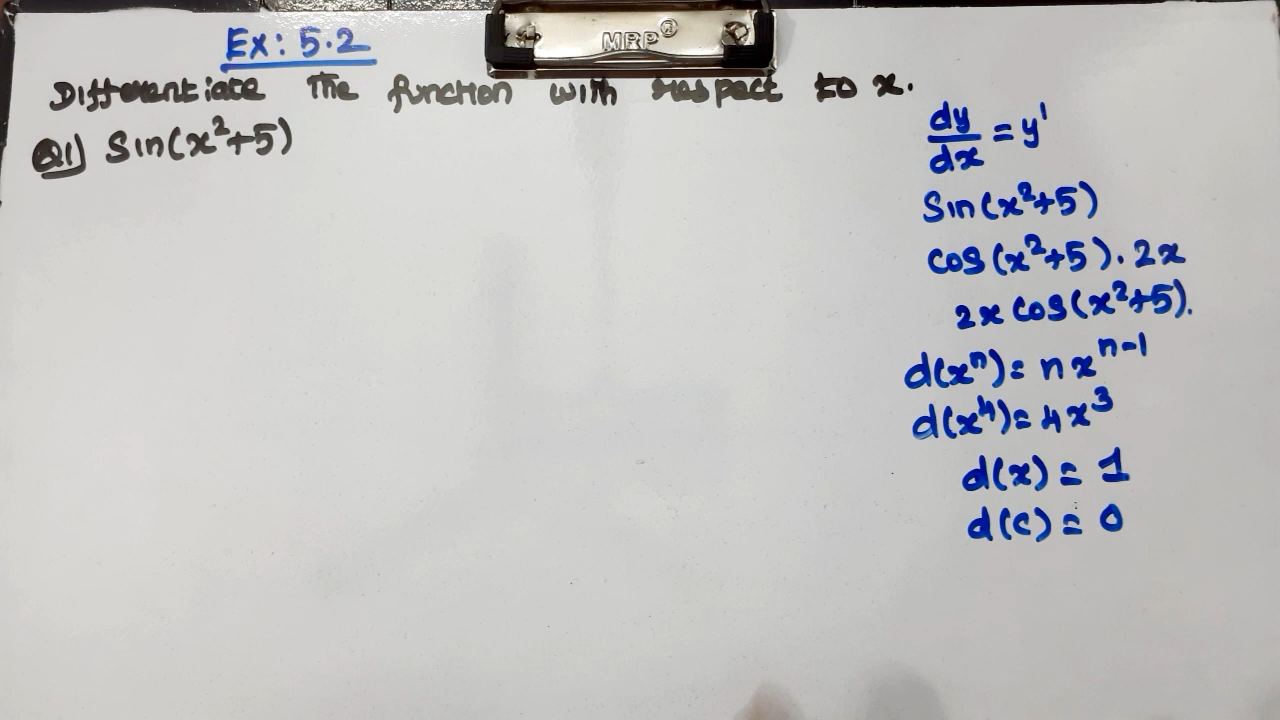 Ex: 5.2
MRP®
Differentiate The function with respect to x.
Q1) Sin(x²+5)
dy/dx = y'
Sin(x²+5)
cos(x²+5). 2x
2x cos(x²+5).
d(xⁿ) = nxⁿ⁻¹
d(x⁴) = 4x³
d(x) = 1
d(c) = 0